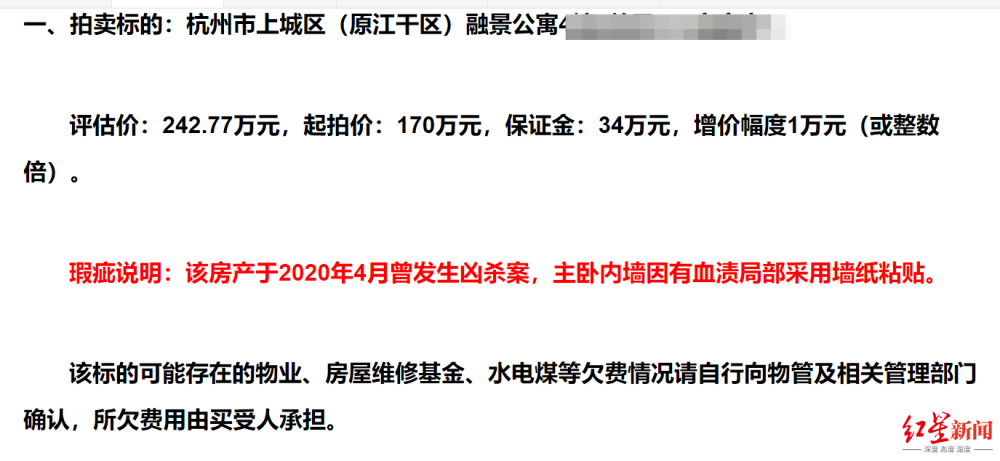 一、拍卖标的：杭州市上城区（原江干区）融景公寓
评估价：242.77万元，起拍价：170万元，保证金：34万元，增价幅度1万元（或整数
倍）。
瑕疵说明：该房产于2020年4月曾发生凶杀案，主卧内墙因有血渍局部采用墙纸粘贴。
该标的可能存在的物业、房屋维修基金、水电煤等欠费情况请自行向物管及相关管理部门
确认，所欠费用由买受人承担。
红星新闻
深度 态度 温度